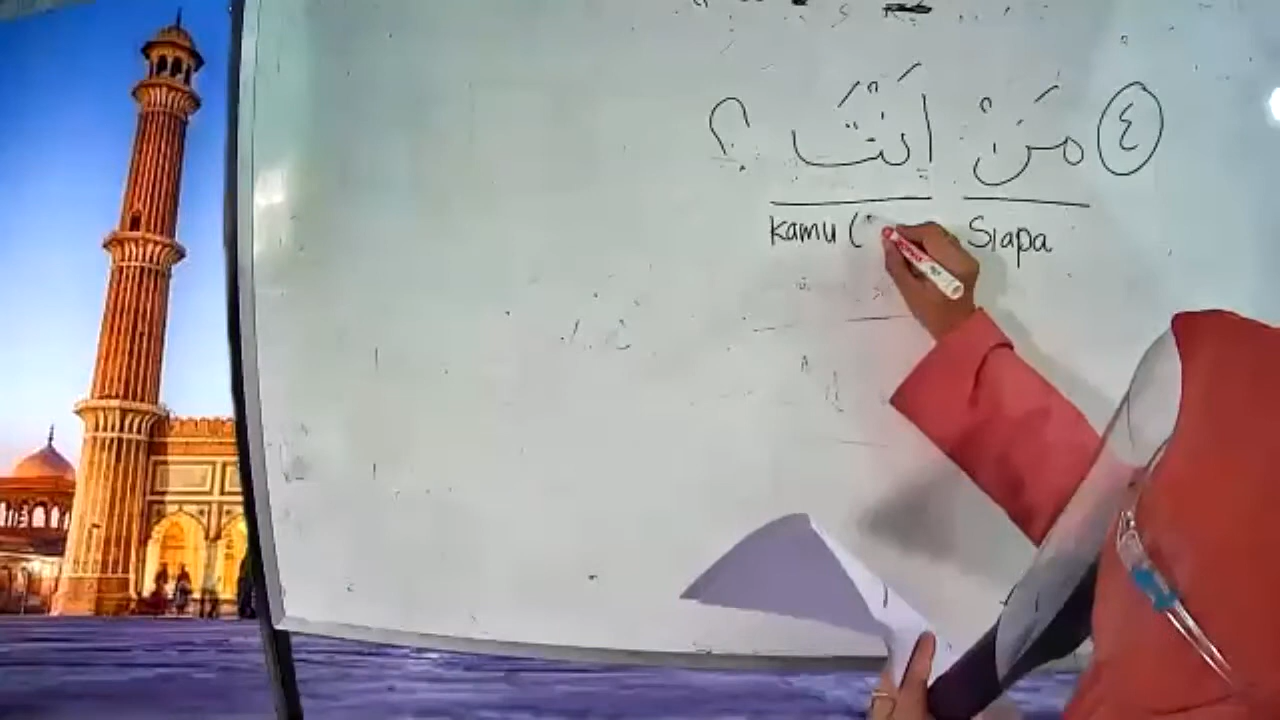 ٤ مَنْ اَنْتَ ؟
Kamu ( Siapa